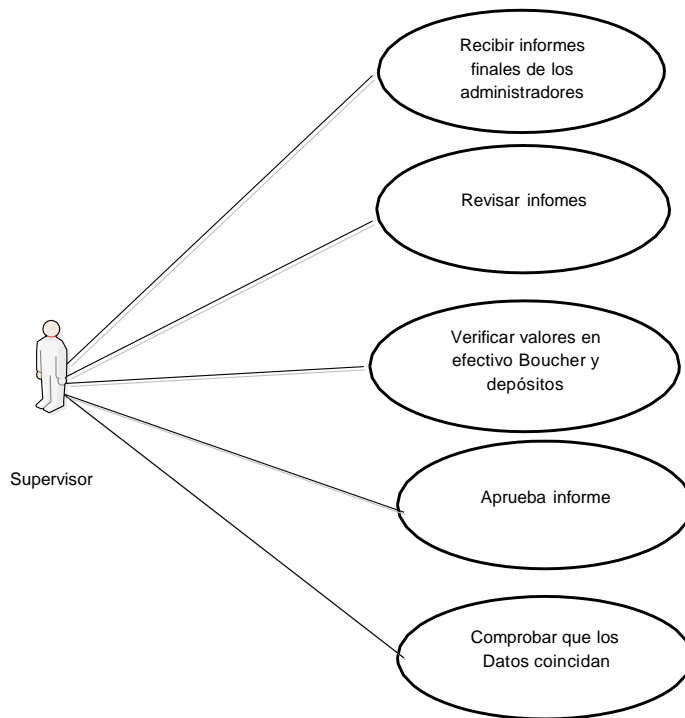 Recibir informes
finales de los
administradores
Revisar infomes
Verificar valores en
efectivo Boucher y
depósitos
Supervisor
Aprueba informe
Comprobar que los
Datos coincidan